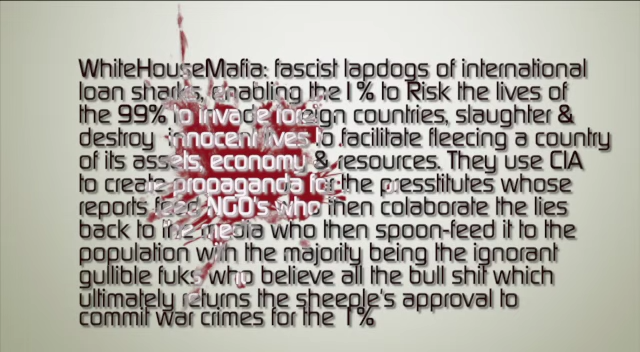 WhiteHouseMafia: fascist lapdogs of international
loan sharks, enabling the 1% to Risk the lives of
the 99% to invade foreign countries, slaughter &
destroy innocent lives to facilitate fleecing a country
of its assets, economy & resources. They use CIA
to create propaganda for the presstitutes whose
reports feed NGO's who then colaborate the lies
back to the media who then spoon-feed it to the
population with the majority being the ignorant
gullible fuks who believe all the bull shit which
ultimately returns the sheeple's approval to
commit war crimes for the 1%